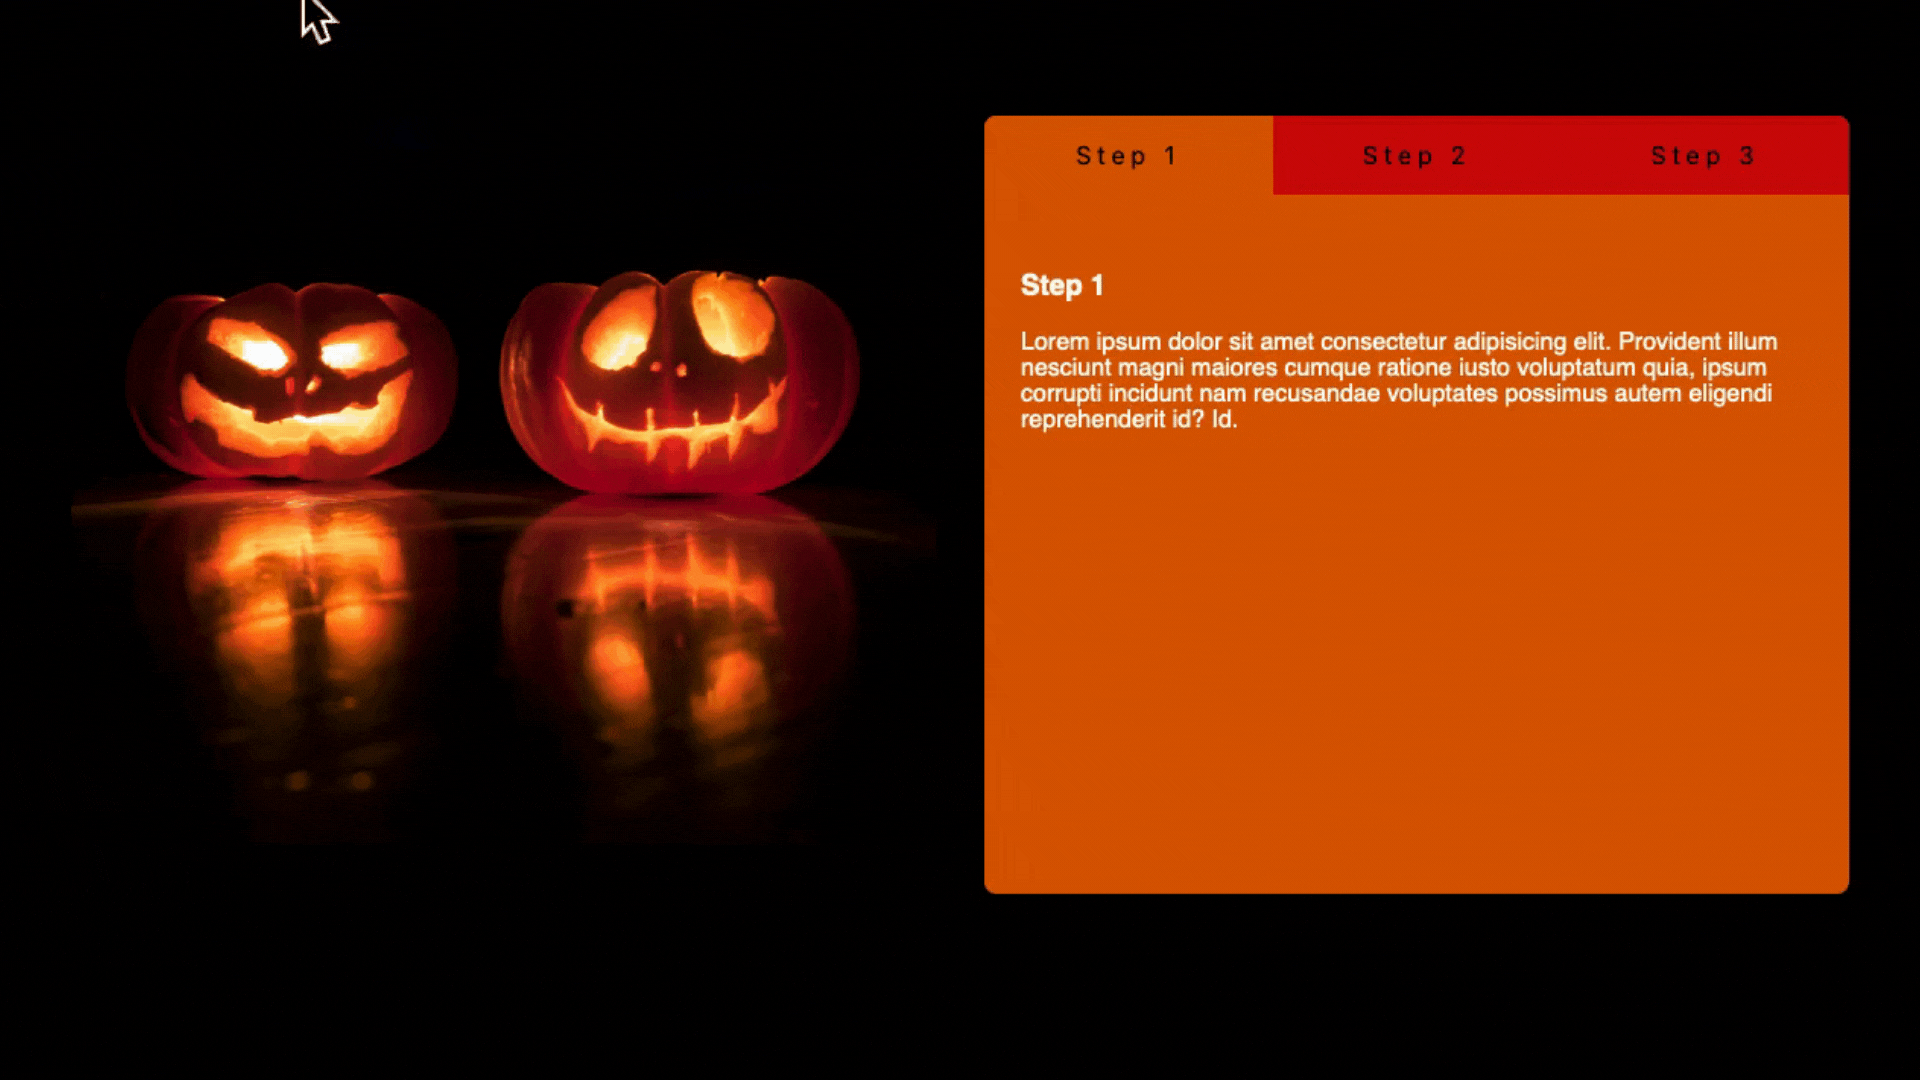 Step 1
Step 2
Step 3
Step 1
Lorem ipsum dolor sit amet consectetur adipisicing elit. Provident illum
nesciunt magni maiores cumque ratione iusto voluptatum quia, ipsum
corrupti incidunt nam recusandae voluptates possimus autem eligendi
reprehenderit id? Id.